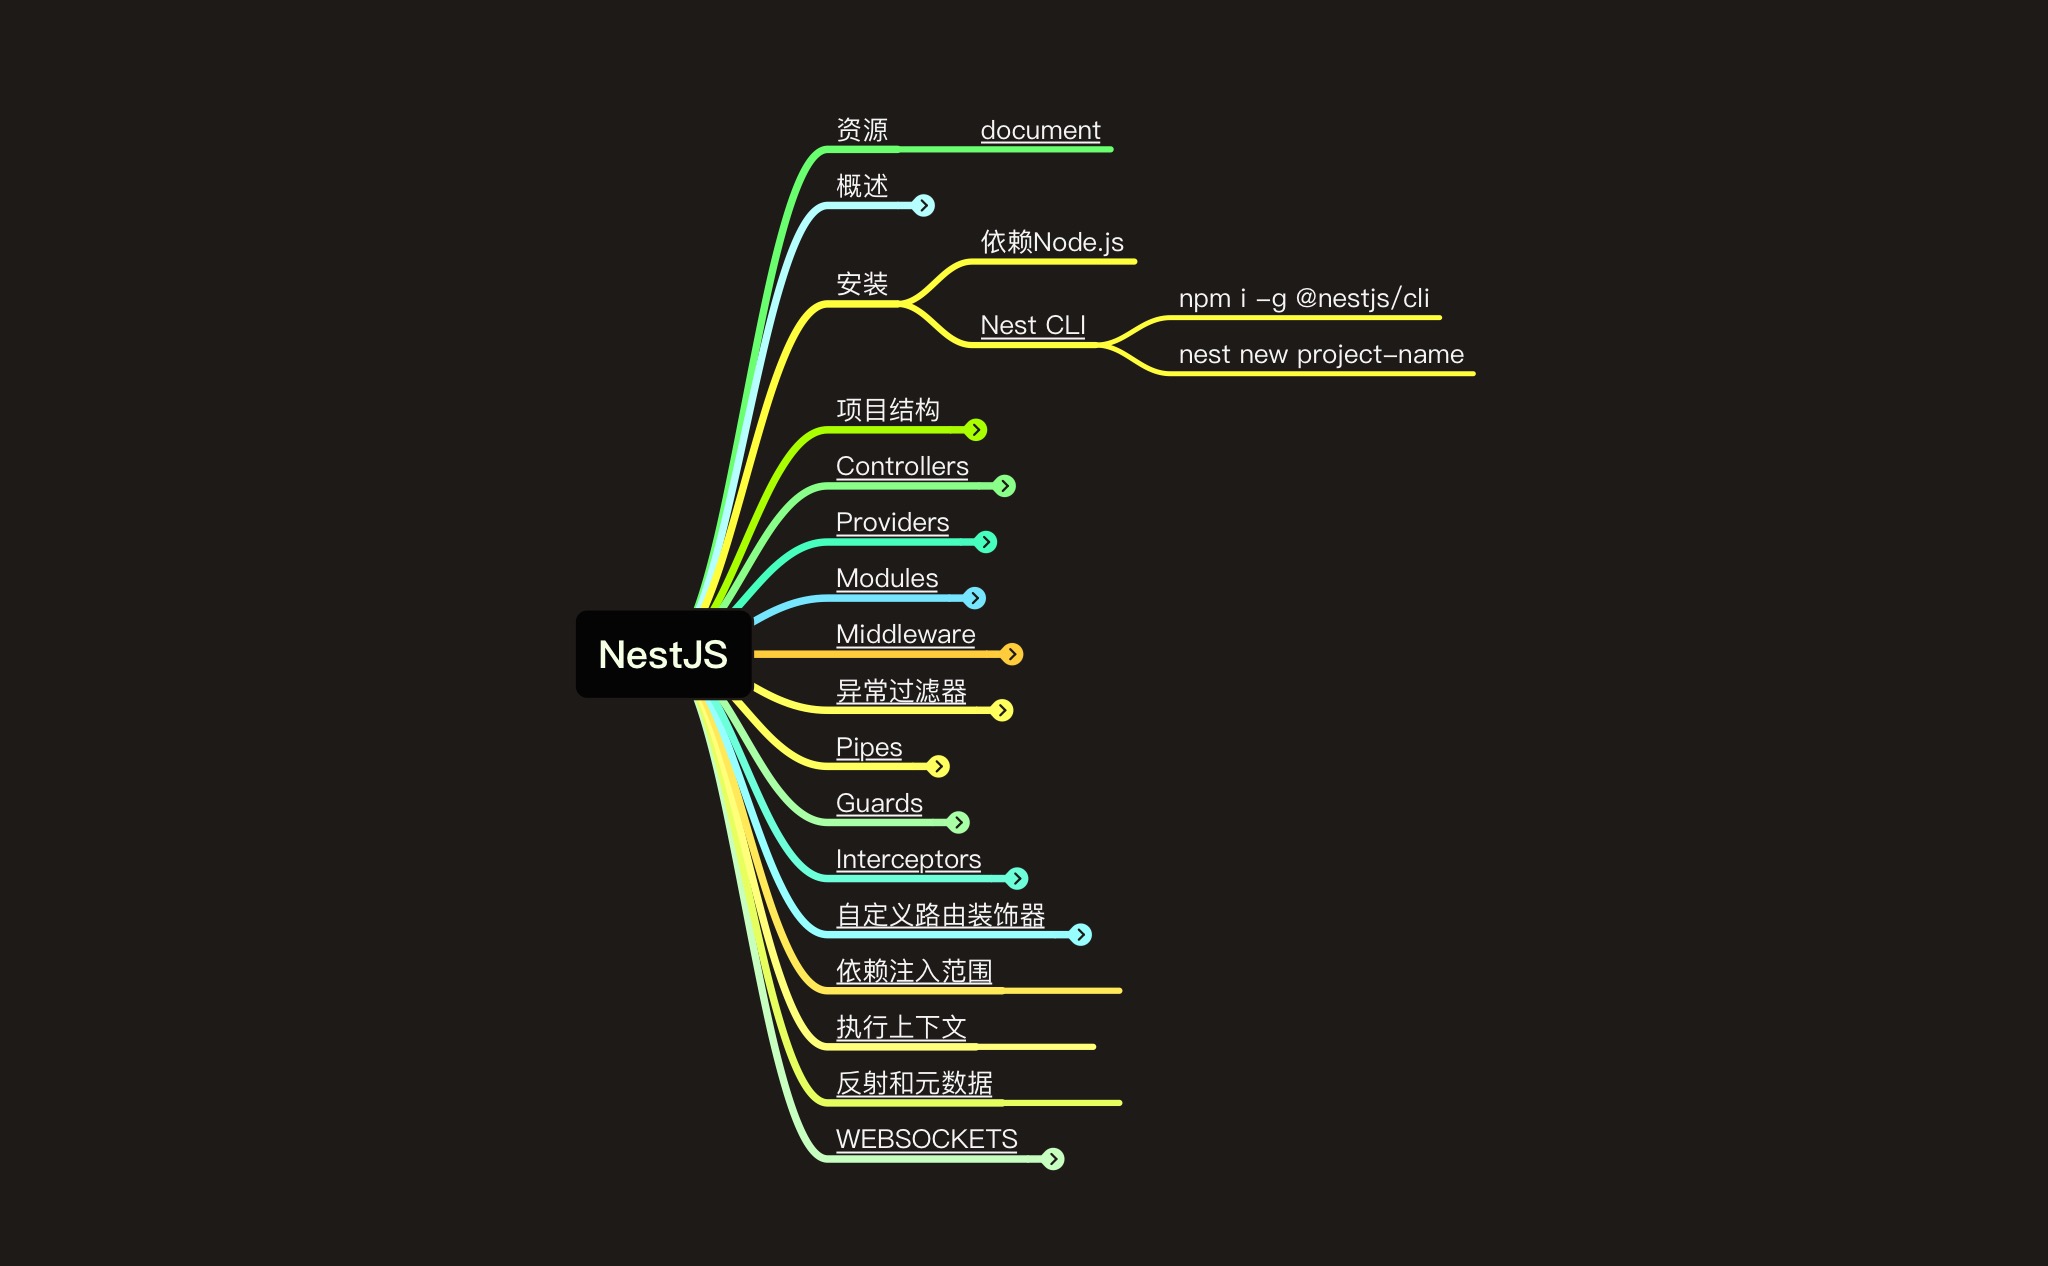 资源
document
概述
依赖Node.js
安装
npm i -g @nestjs/cli
Nest CLI
nest new project-name
项目结构
Controllers
Providers
Modules
Middleware
NestJS
异常过滤器
Pipes
Guards
Interceptors
自定义路由装饰器
依赖注入范围
执行上下文
反射和元数据
WEBSOCKETS